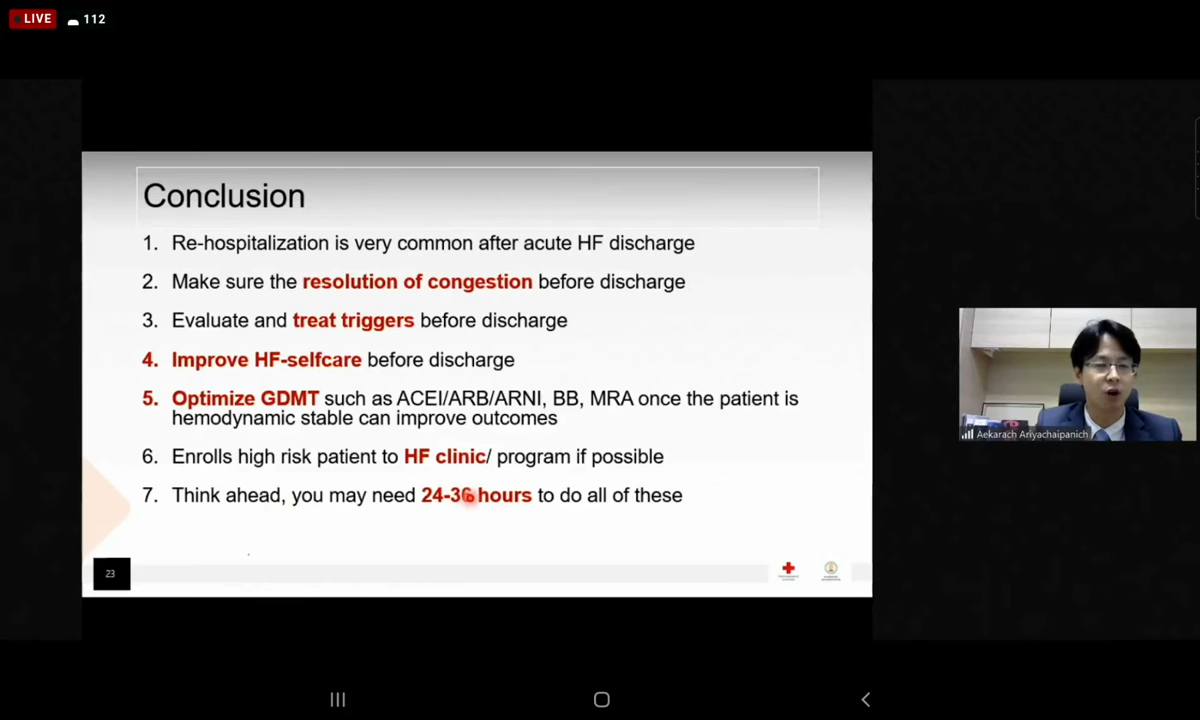 LIVE 112
Conclusion
1. Re-hospitalization is very common after acute HF discharge
2. Make sure the resolution of congestion before discharge
3. Evaluate and treat triggers before discharge
4. Improve HF-selfcare before discharge
5. Optimize GDMT such as ACEI/ARB/ARNI, BB, MRA once the patient is
hemodynamic stable can improve outcomes
6. Enrolls high risk patient to HF clinic/ program if possible
7. Think ahead, you may need 24-36 hours to do all of these
23
Aekarach Ariyachaipanich